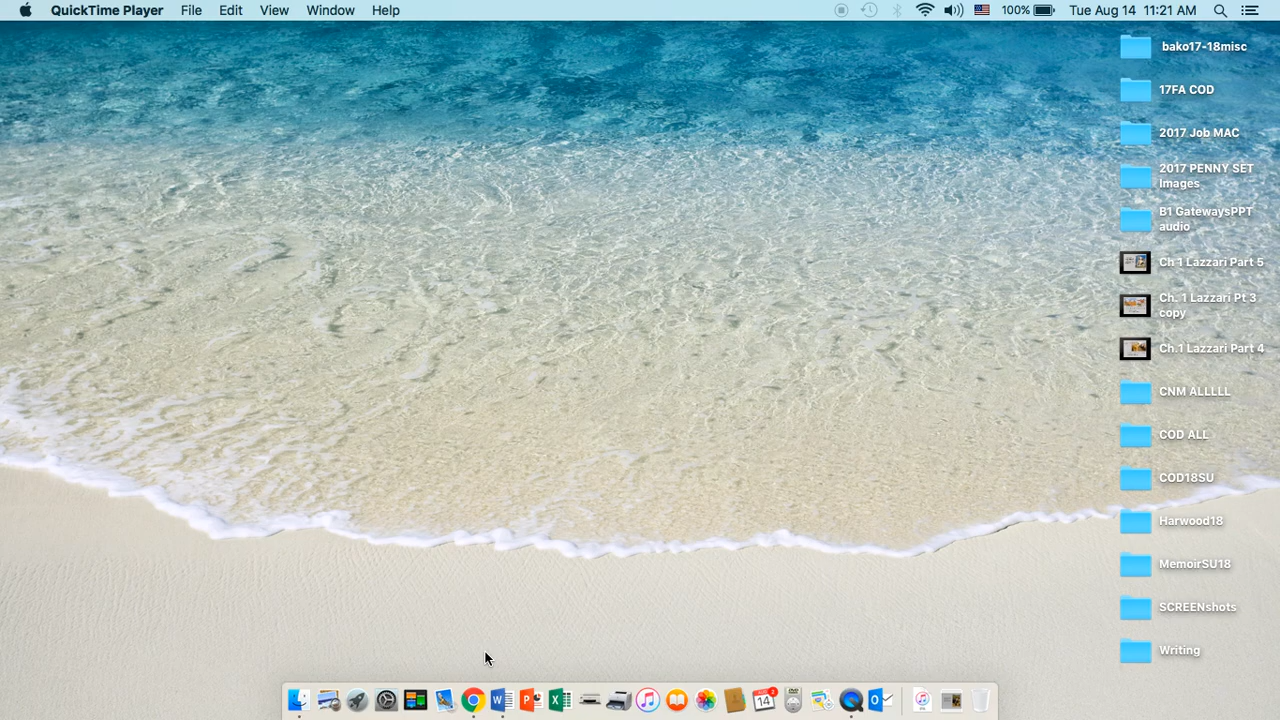 QuickTime Player File Edit View Window Help 100% Tue Aug 14 11:21 AM
bako17-18misc
17FA COD
2017 Job MAC
2017 PENNY SET
Images
B1 GatewaysPPT
audio
Ch 1 Lazzari Part 5
Ch. 1 Lazzari Pt 3
copy
Ch.1 Lazzari Part 4
CNM ALLLLL
COD ALL
COD18SU
Harwood18
MemoirSU18
SCREENshots
Writing